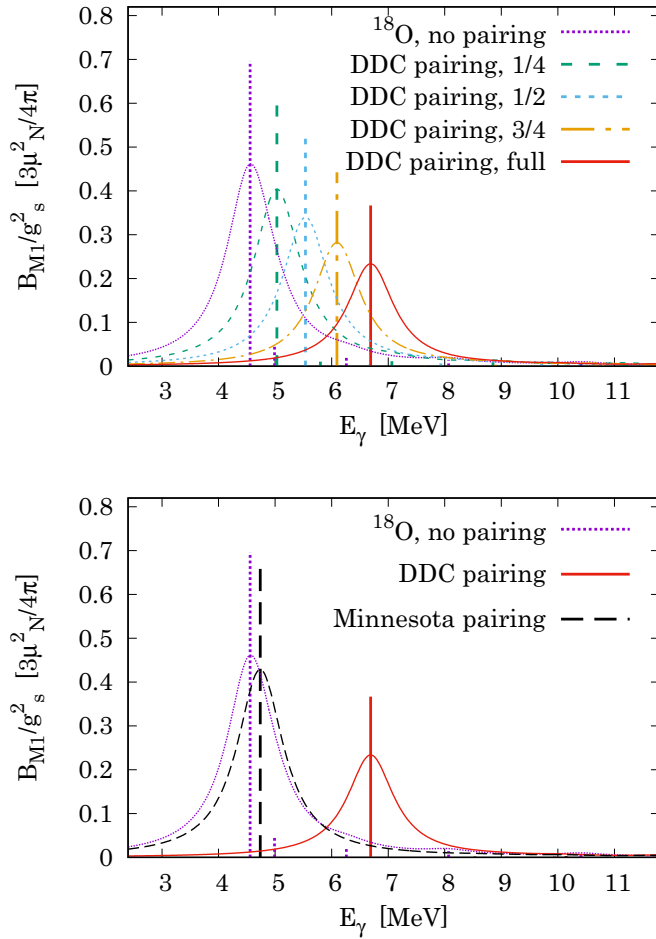 0.8
0.7
0.6
0.5
0.4
0.3
0.2
0.1
0
B_M1/g²_s [3μ²_N/4π]
¹⁸O, no pairing
DDC pairing, 1/4
DDC pairing, 1/2
DDC pairing, 3/4
DDC pairing, full
3 4 5 6 7 8 9 10 11
E_γ [MeV]
0.8
0.7
0.6
0.5
0.4
0.3
0.2
0.1
0
B_M1/g²_s [3μ²_N/4π]
¹⁸O, no pairing
DDC pairing
Minnesota pairing
3 4 5 6 7 8 9 10 11
E_γ [MeV]